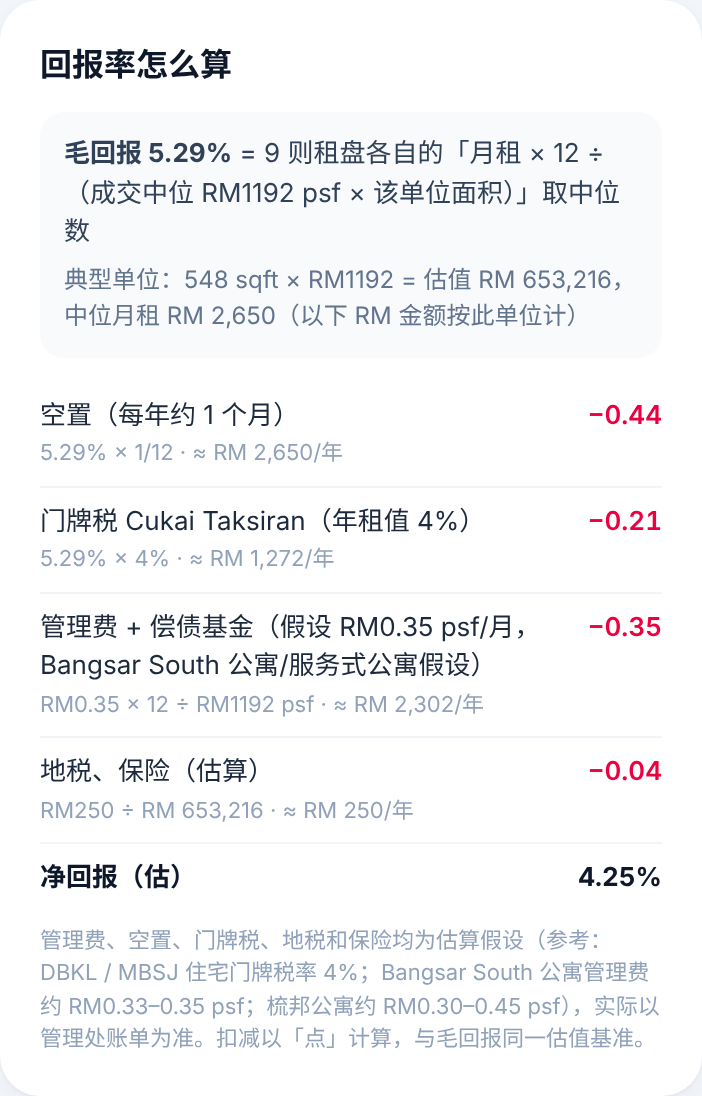 回报率怎么算
毛回报 5.29% = 9 则租盘各自的「月租 × 12 ÷
（成交中位 RM1192 psf × 该单位面积）」取中位
数
典型单位：548 sqft × RM1192 = 估值 RM 653,216，
中位月租 RM 2,650（以下 RM 金额按此单位计）
空置（每年约 1 个月） −0.44
5.29% × 1/12 · ≈ RM 2,650/年
门牌税 Cukai Taksiran（年租值 4%） −0.21
5.29% × 4% · ≈ RM 1,272/年
管理费 + 偿债基金（假设 RM0.35 psf/月， −0.35
Bangsar South 公寓/服务式公寓假设）
RM0.35 × 12 ÷ RM1192 psf · ≈ RM 2,302/年
地税、保险（估算） −0.04
RM250 ÷ RM 653,216 · ≈ RM 250/年
净回报（估） 4.25%
管理费、空置、门牌税、地税和保险均为估算假设（参考：
DBKL / MBSJ 住宅门牌税率 4%；Bangsar South 公寓管理费
约 RM0.33–0.35 psf；梳邦公寓约 RM0.30–0.45 psf），实际以
管理处账单为准。扣减以「点」计算，与毛回报同一估值基准。